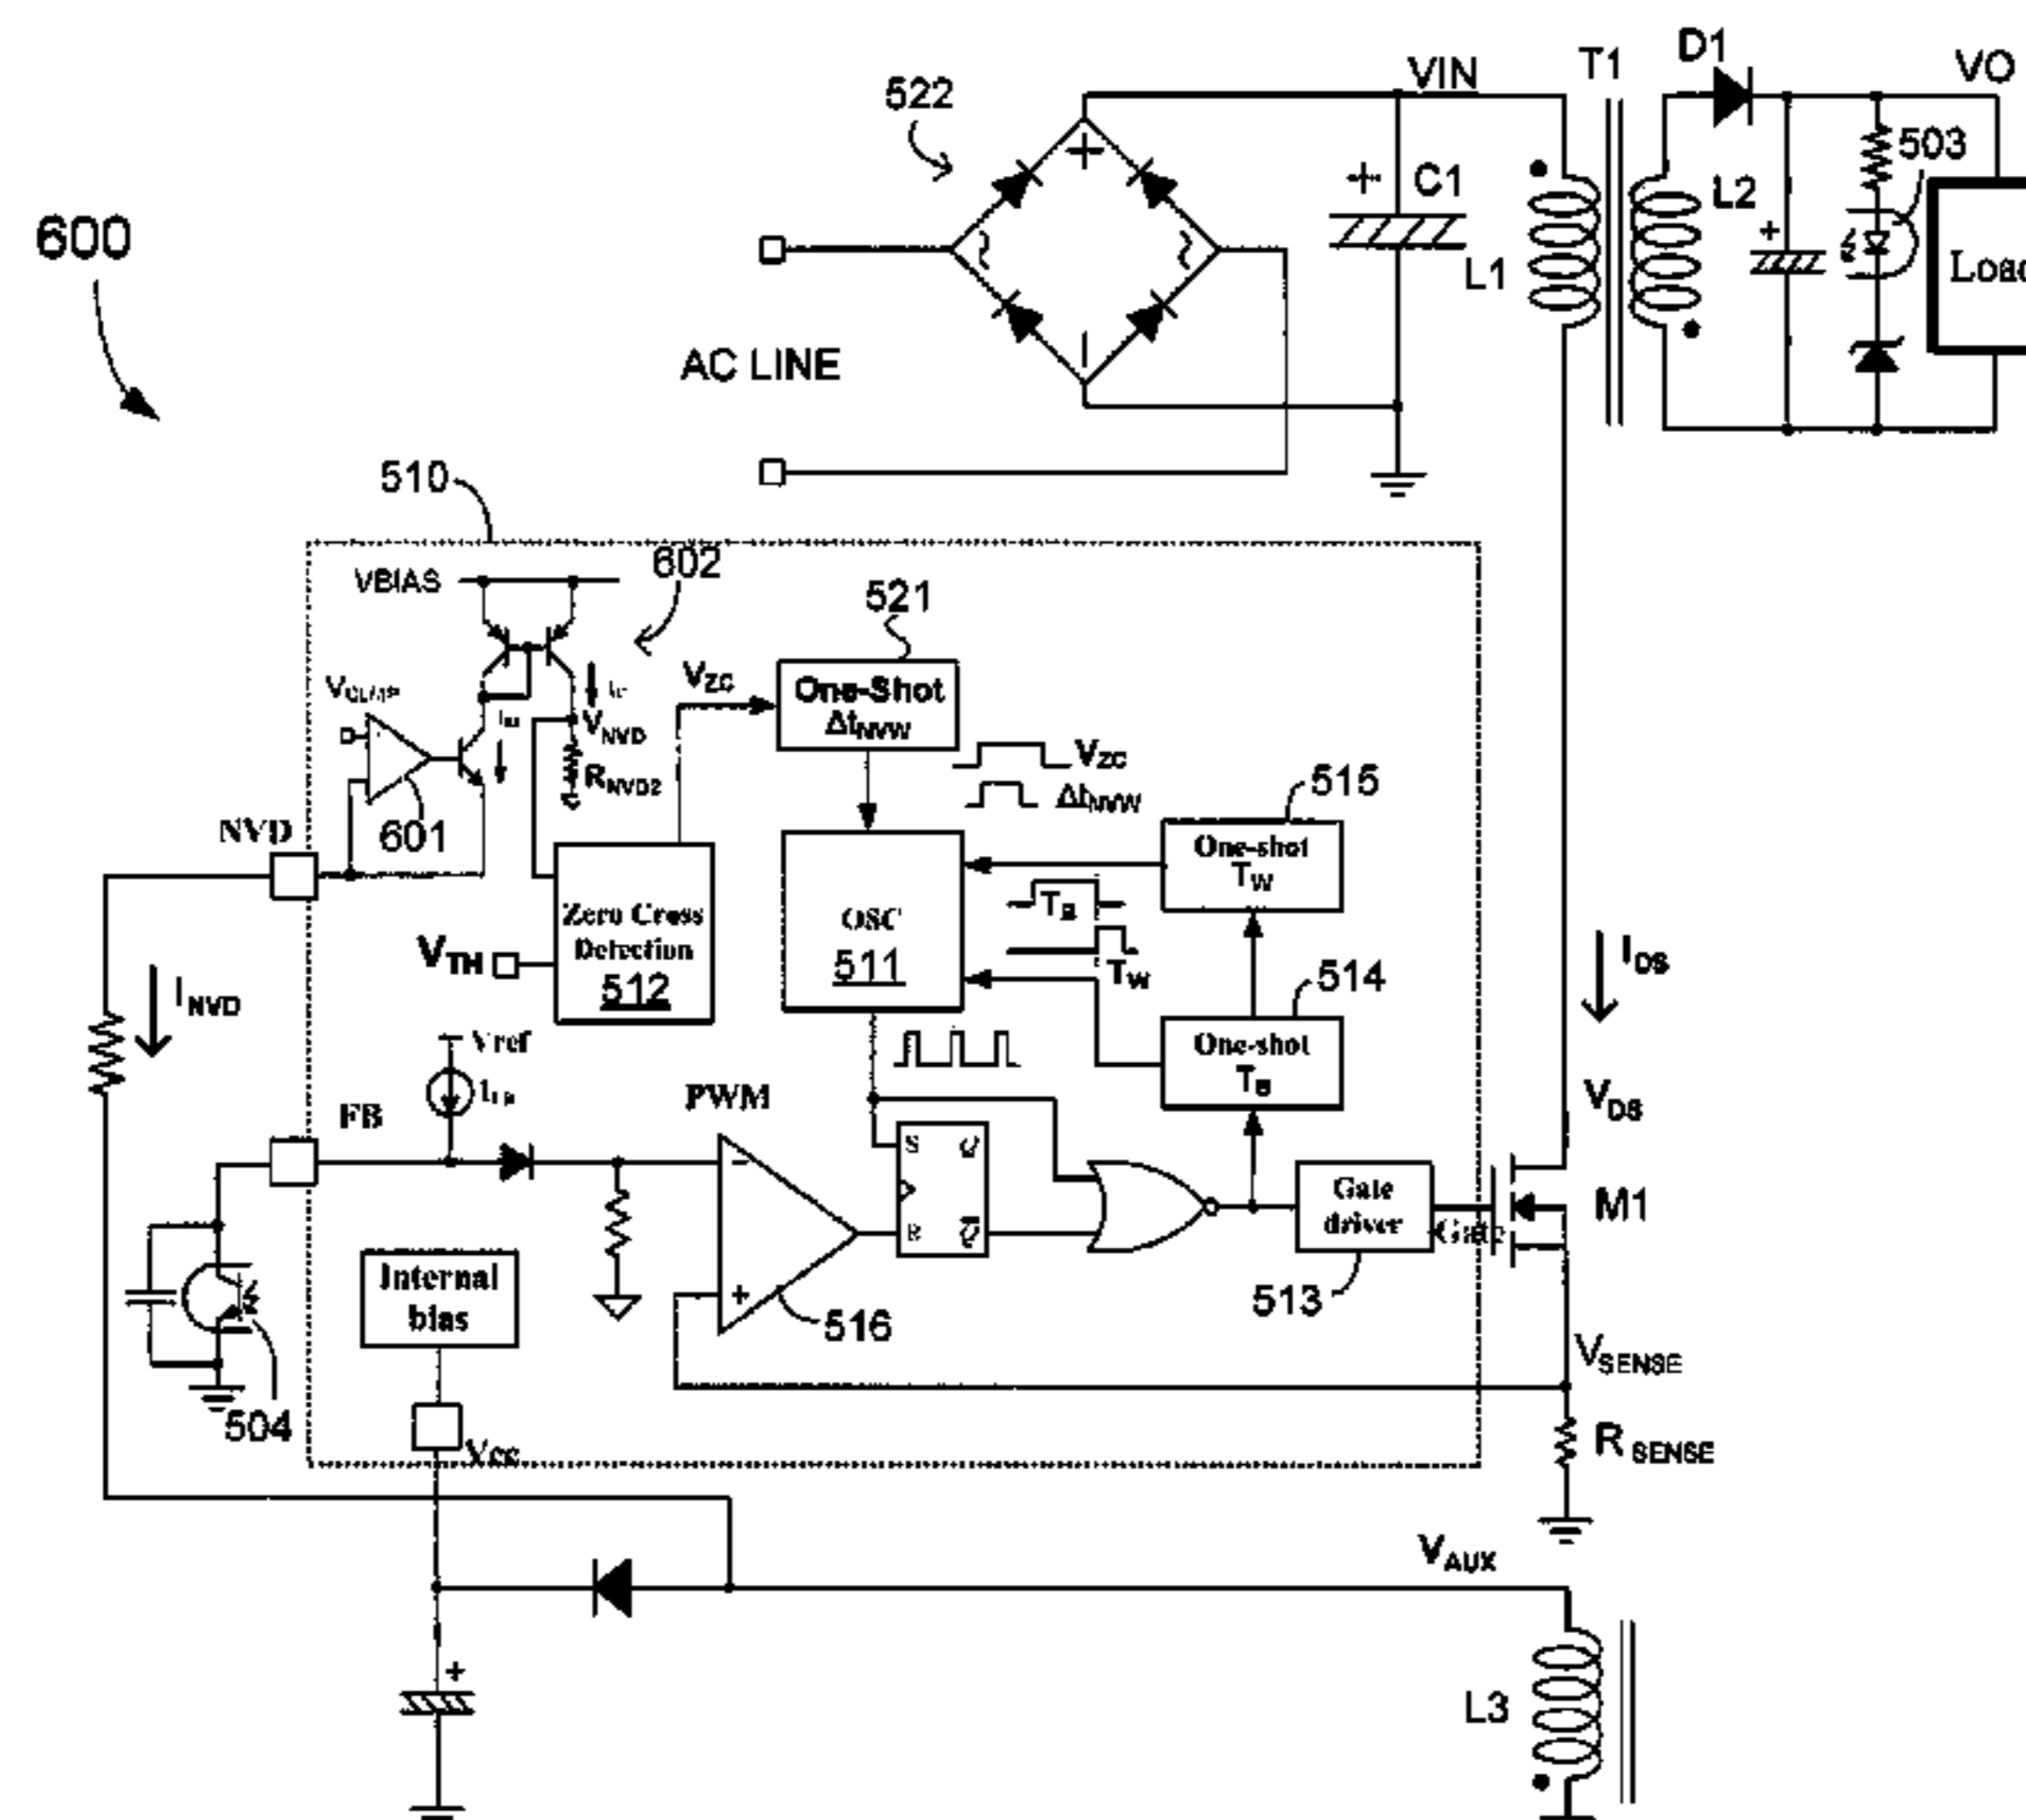 522
VIN
T1
D1
VO
503
C1
L1
L2
Load
600
AC LINE
510
VBIAS
602
521
One-Shot
ΔtNVW
VZC
VNVD
RNVD2
VZC
ΔtNVW
515
One-shot
TW
NVD
601
Zero Cross
Detection
512
VTH
OSC
511
TB
TW
514
One-shot
TB
IDS
INVD
Vref
FB
PWM
VDS
S
Q
R
Q̅
Gate
driver
Gate
M1
513
516
Internal
bias
504
Vcc
VSENSE
RSENSE
VAUX
L3